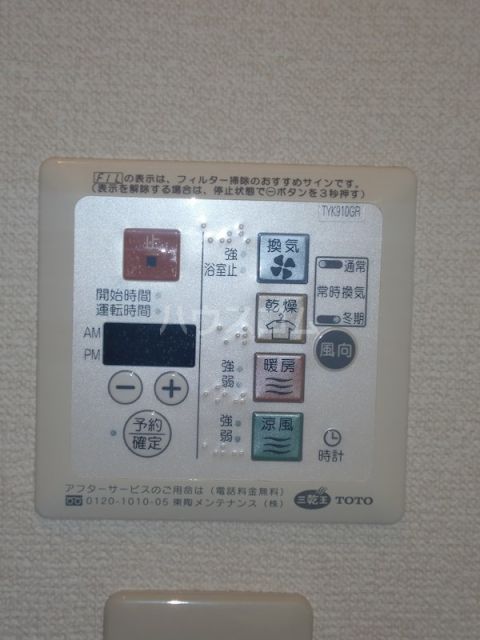 FILの表示は、フィルター掃除のおすすめサインです。
(表示を解除する場合は、停止状態で⊖ボタンを3秒押す)
TYK910GR
止
強
浴室止
換気
通常
常時換気
冬期
開始時間
運転時間
乾燥
AM
PM
風向
強
弱
暖房
予約
確定
強
弱
涼風
時計
アフターサービスのご用命は(電話料金無料)
0120-1010-05 東陶メンテナンス(株)
三乾王 TOTO
ハウスコム